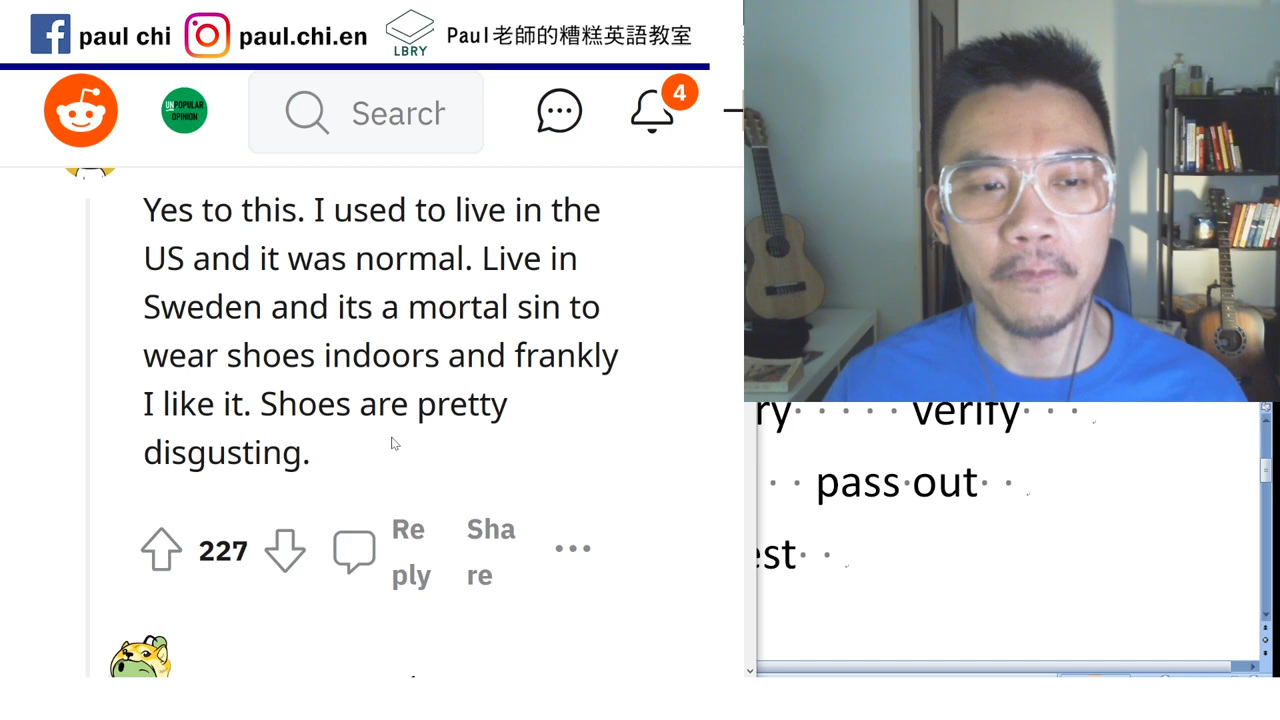 paul chi
paul.chi.en
LBRY
Paul老師的糟糕英語教室
UNPOPULAR
OPINION
Search
4
Yes to this. I used to live in the
US and it was normal. Live in
Sweden and its a mortal sin to
wear shoes indoors and frankly
I like it. Shoes are pretty
disgusting.
227
Re
ply
Sha
re
ry verify
pass out
est